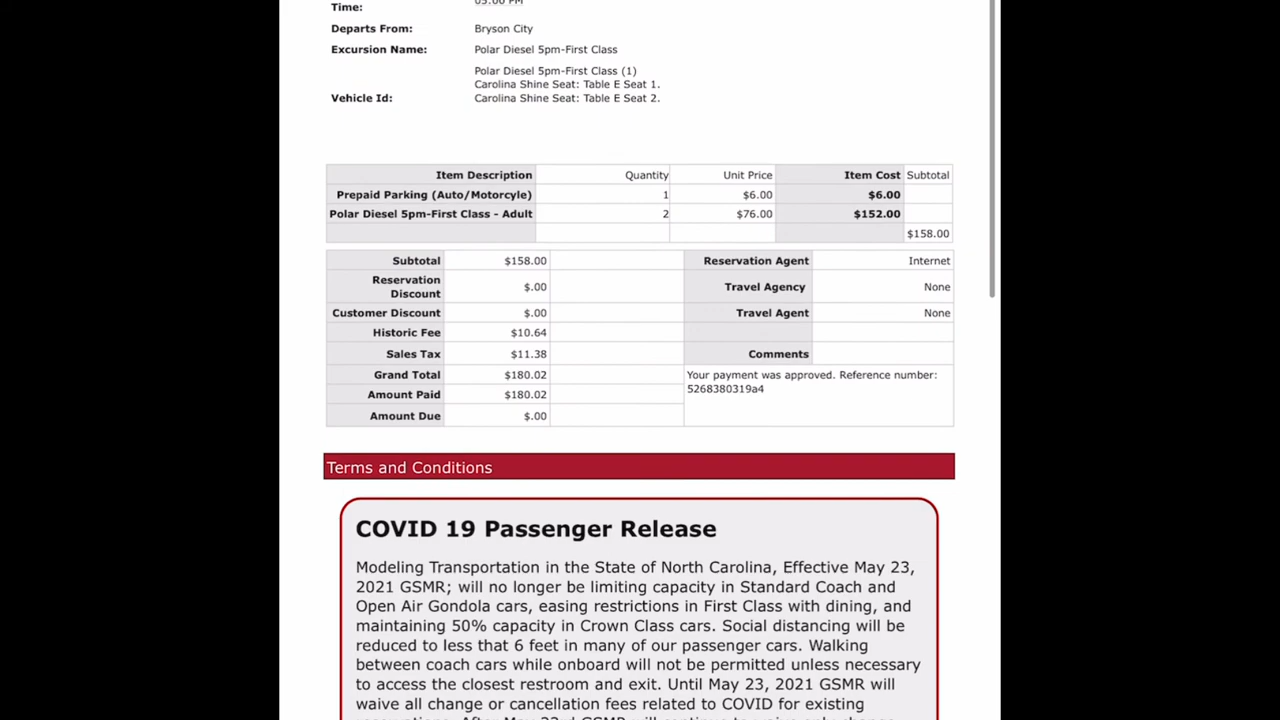 Time:
05:00 PM
Departs From: Bryson City
Excursion Name: Polar Diesel 5pm-First Class
Polar Diesel 5pm-First Class (1)
Carolina Shine Seat: Table E Seat 1.
Vehicle Id: Carolina Shine Seat: Table E Seat 2.
Item Description Quantity Unit Price Item Cost Subtotal
Prepaid Parking (Auto/Motorcyle) 1 $6.00 $6.00
Polar Diesel 5pm-First Class - Adult 2 $76.00 $152.00
$158.00
Subtotal $158.00 Reservation Agent Internet
Reservation
Discount $.00 Travel Agency None
Customer Discount $.00 Travel Agent None
Historic Fee $10.64
Sales Tax $11.38 Comments
Grand Total $180.02 Your payment was approved. Reference number:
5268380319a4
Amount Paid $180.02
Amount Due $.00
Terms and Conditions
COVID 19 Passenger Release
Modeling Transportation in the State of North Carolina, Effective May 23,
2021 GSMR; will no longer be limiting capacity in Standard Coach and
Open Air Gondola cars, easing restrictions in First Class with dining, and
maintaining 50% capacity in Crown Class cars. Social distancing will be
reduced to less that 6 feet in many of our passenger cars. Walking
between coach cars while onboard will not be permitted unless necessary
to access the closest restroom and exit. Until May 23, 2021 GSMR will
waive all change or cancellation fees related to COVID for existing